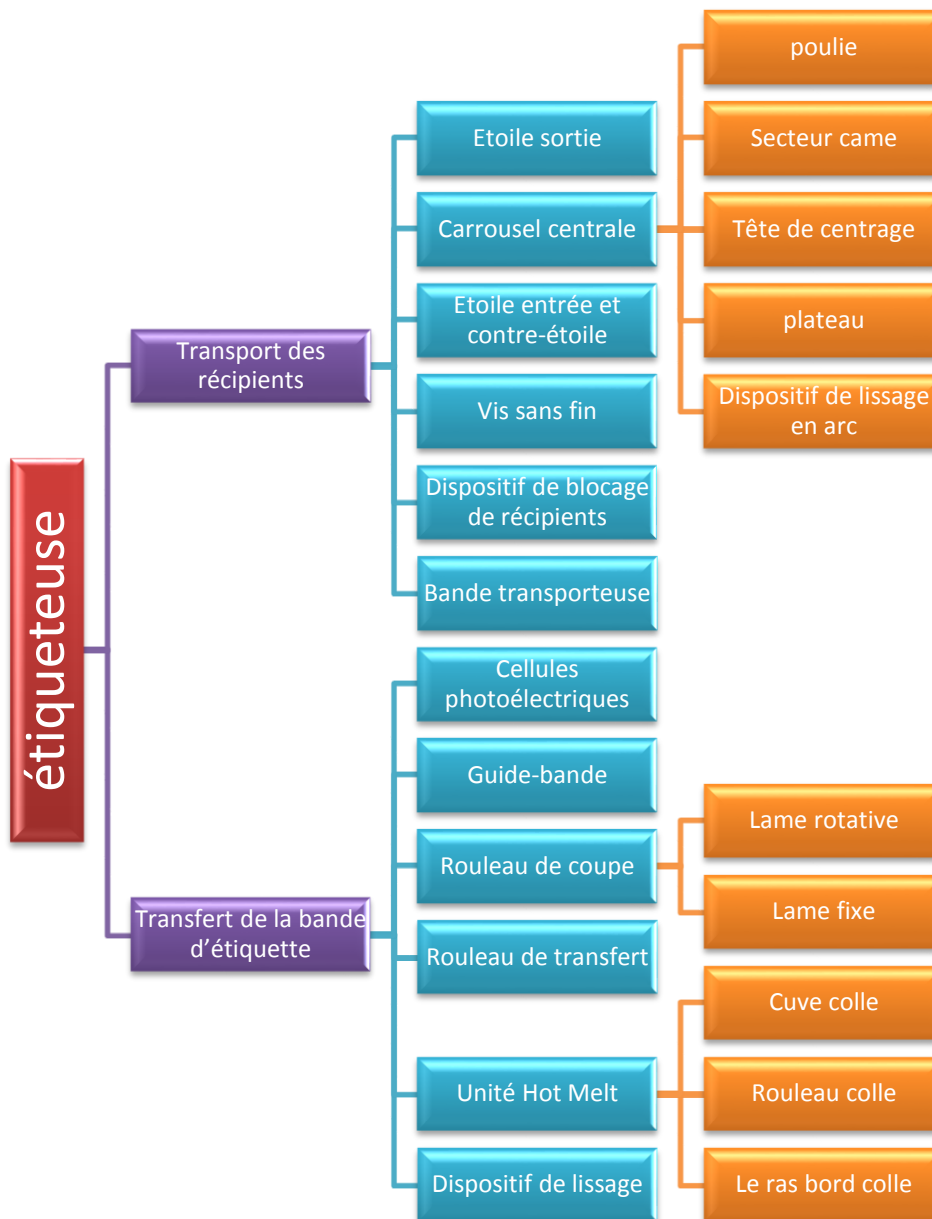 étiqueteuse
Transport des
récipients
Etoile sortie
Carrousel centrale
poulie
Secteur came
Tête de centrage
plateau
Dispositif de lissage
en arc
Etoile entrée et
contre-étoile
Vis sans fin
Dispositif de blocage
de récipients
Bande transporteuse
Transfert de la bande
d'étiquette
Cellules
photoélectriques
Guide-bande
Rouleau de coupe
Lame rotative
Lame fixe
Rouleau de transfert
Unité Hot Melt
Cuve colle
Rouleau colle
Le ras bord colle
Dispositif de lissage